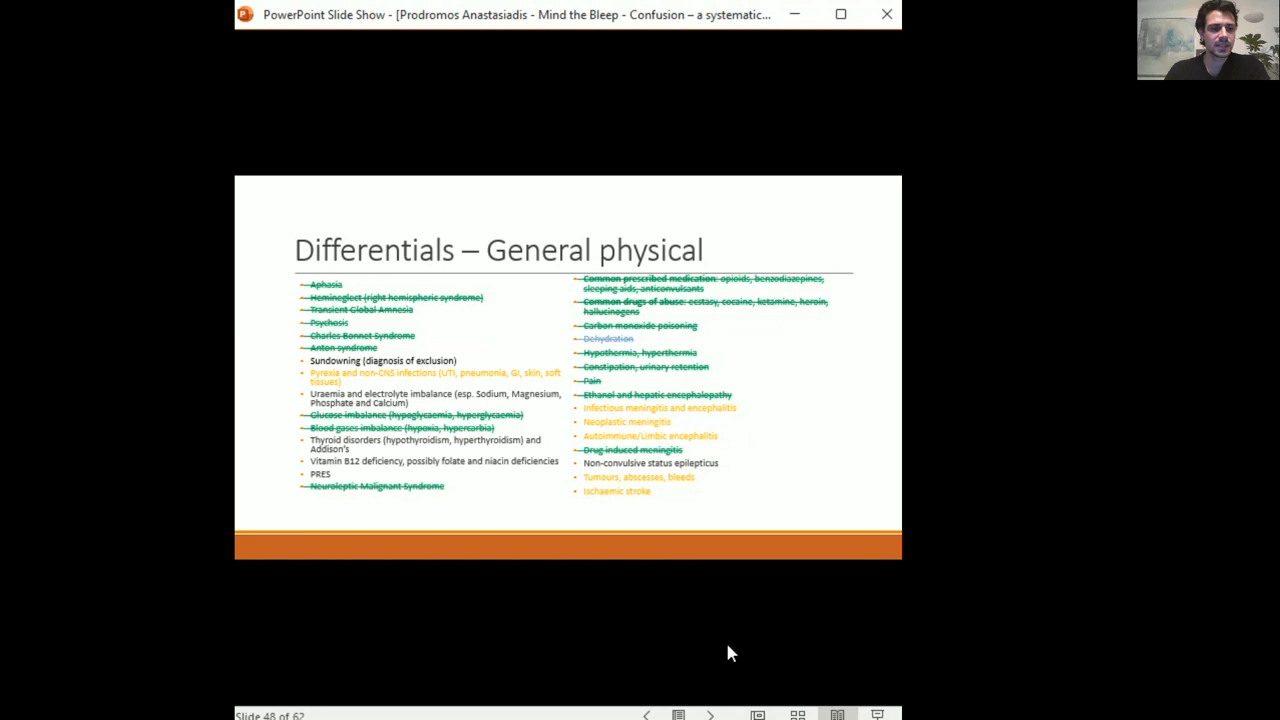 PowerPoint Slide Show - [Prodromos Anastasiadis - Mind the Bleep - Confusion – a systematic...
Differentials – General physical
Aphasia
Hemineglect (right hemispheric syndrome)
Transient Global Amnesia
Psychosis
Charles Bonnet Syndrome
Anton syndrome
Sundowning (diagnosis of exclusion)
Pyrexia and non-CNS infections (UTI, pneumonia, GI, skin, soft
tissues)
Uraemia and electrolyte imbalance (esp. Sodium, Magnesium,
Phosphate and Calcium)
Glucose imbalance (hypoglycaemia, hyperglycaemia)
Blood gases imbalance (hypoxia, hypercarbia)
Thyroid disorders (hypothyroidism, hyperthyroidism) and
Addison's
Vitamin B12 deficiency, possibly folate and niacin deficiencies
PRES
Neuroleptic Malignant Syndrome
Common prescribed medication: opioids, benzodiazepines,
sleeping aids, anticonvulsants
Common drugs of abuse: ecstasy, cocaine, ketamine, heroin,
hallucinogens
Carbon monoxide poisoning
Dehydration
Hypothermia, hyperthermia
Constipation, urinary retention
Pain
Ethanol and hepatic encephalopathy
Infectious meningitis and encephalitis
Neoplastic meningitis
Autoimmune/Limbic encephalitis
Drug induced meningitis
Non-convulsive status epilepticus
Tumours, abscesses, bleeds
Ischaemic stroke
Slide 48 of 62